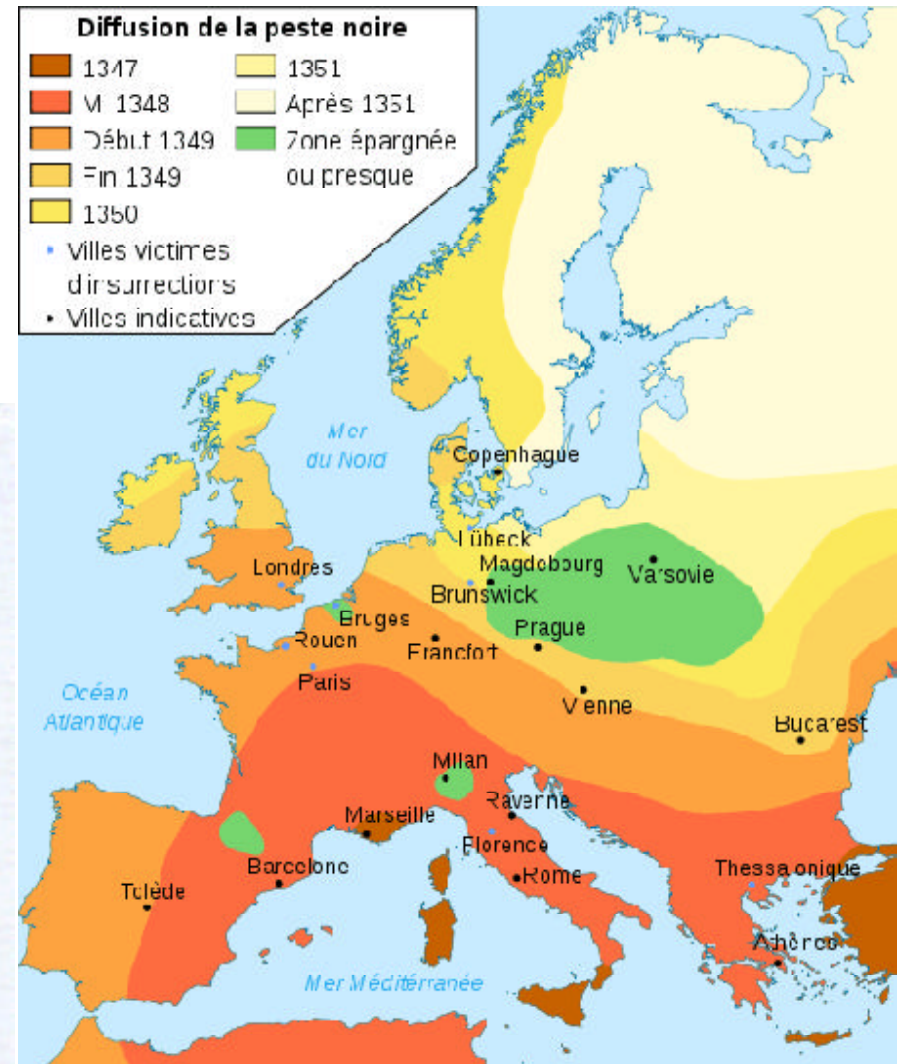 Diffusion de la peste noire
1347
Mi 1348
Début 1349
Fin 1349
1350
1351
Après 1351
Zone épargnée
ou presque
Villes victimes
d'insurrections
Villes indicatives
Mer
du Nord
Copenhague
Lübeck
Magdebourg
Varsovie
Londres
Brunswick
Bruges
Prague
Rouen
Francfort
Paris
Vienne
Océan
Atlantique
Bucarest
Milan
Ravenne
Marseille
Florence
Barcelone
Thessalonique
Tolède
Rome
Athènes
Mer Méditérranée